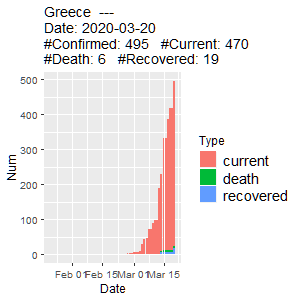 Greece  ---
Date: 2020-03-20
#Confirmed: 495   #Current: 470
#Death: 6   #Recovered: 19
500
400
300
200
100
0
Num
Feb 01 Feb 15 Mar 01 Mar 15
Date
Type
current
death
recovered